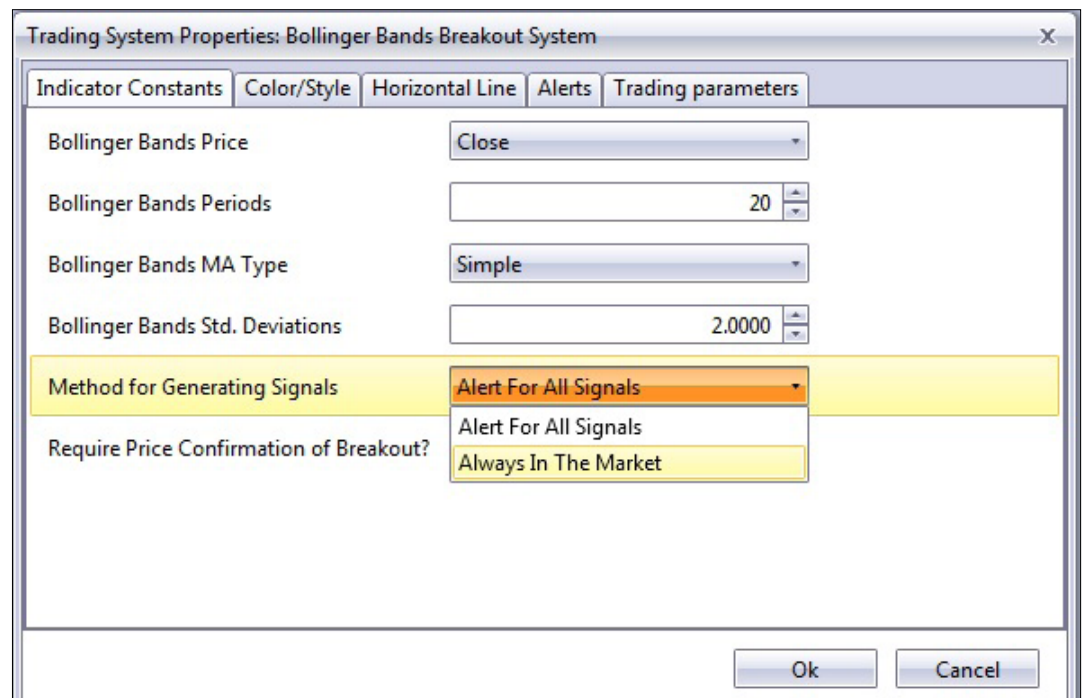 Trading System Properties: Bollinger Bands Breakout System
x
Indicator Constants Color/Style Horizontal Line Alerts Trading parameters
Bollinger Bands Price Close
Bollinger Bands Periods 20
Bollinger Bands MA Type Simple
Bollinger Bands Std. Deviations 2.0000
Method for Generating Signals Alert For All Signals
Alert For All Signals
Require Price Confirmation of Breakout?
Always In The Market
Ok Cancel